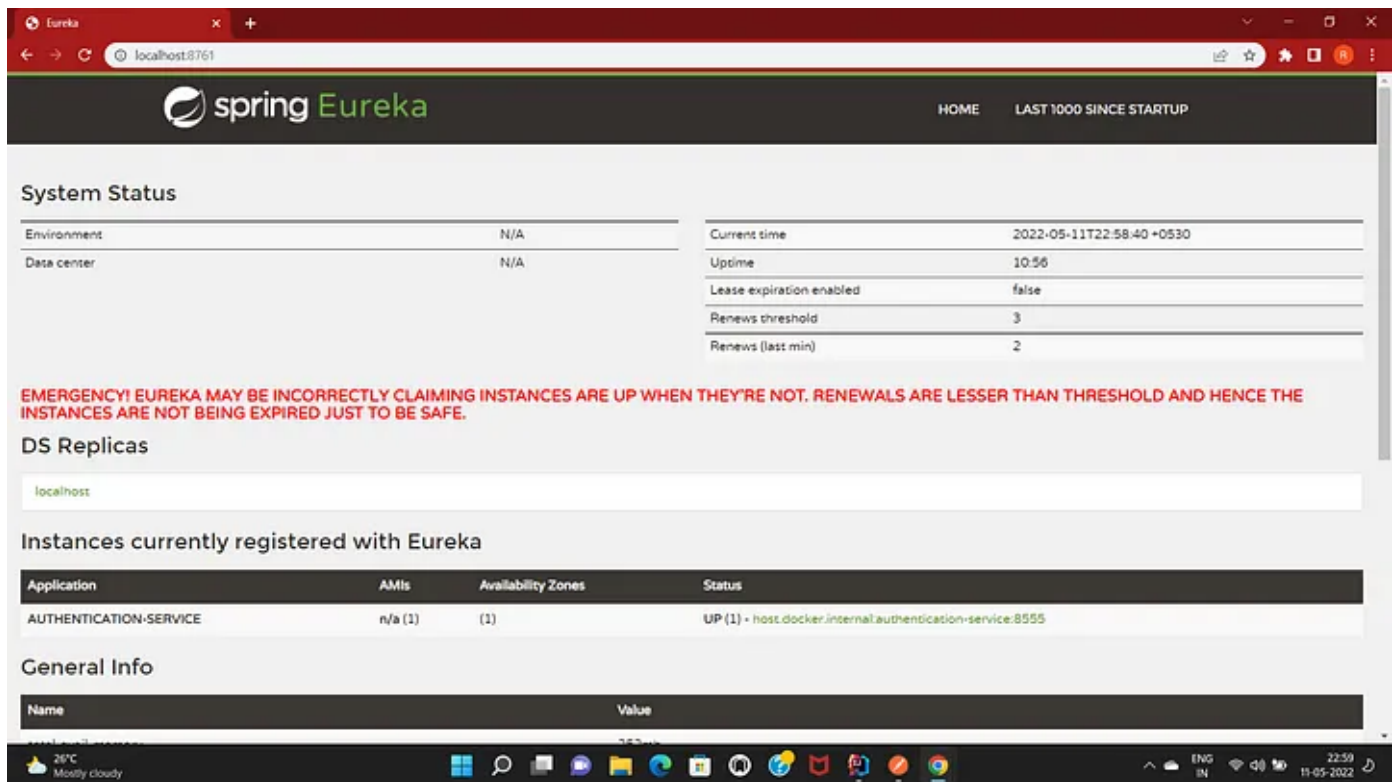 Eureka
localhost:8761
spring Eureka
HOME LAST 1000 SINCE STARTUP
System Status
Environment N/A
Data center N/A
Current time 2022-05-11T22:58:40 +0530
Uptime 10:56
Lease expiration enabled false
Renews threshold 3
Renews (last min) 2
EMERGENCY! EUREKA MAY BE INCORRECTLY CLAIMING INSTANCES ARE UP WHEN THEY'RE NOT. RENEWALS ARE LESSER THAN THRESHOLD AND HENCE THE
INSTANCES ARE NOT BEING EXPIRED JUST TO BE SAFE.
DS Replicas
localhost
Instances currently registered with Eureka
Application AMIs Availability Zones Status
AUTHENTICATION-SERVICE n/a (1) (1) UP (1) - host.docker.internal:authentication-service:8555
General Info
Name Value
26°C
Mostly cloudy
ENG
IN
22:59
11-05-2022